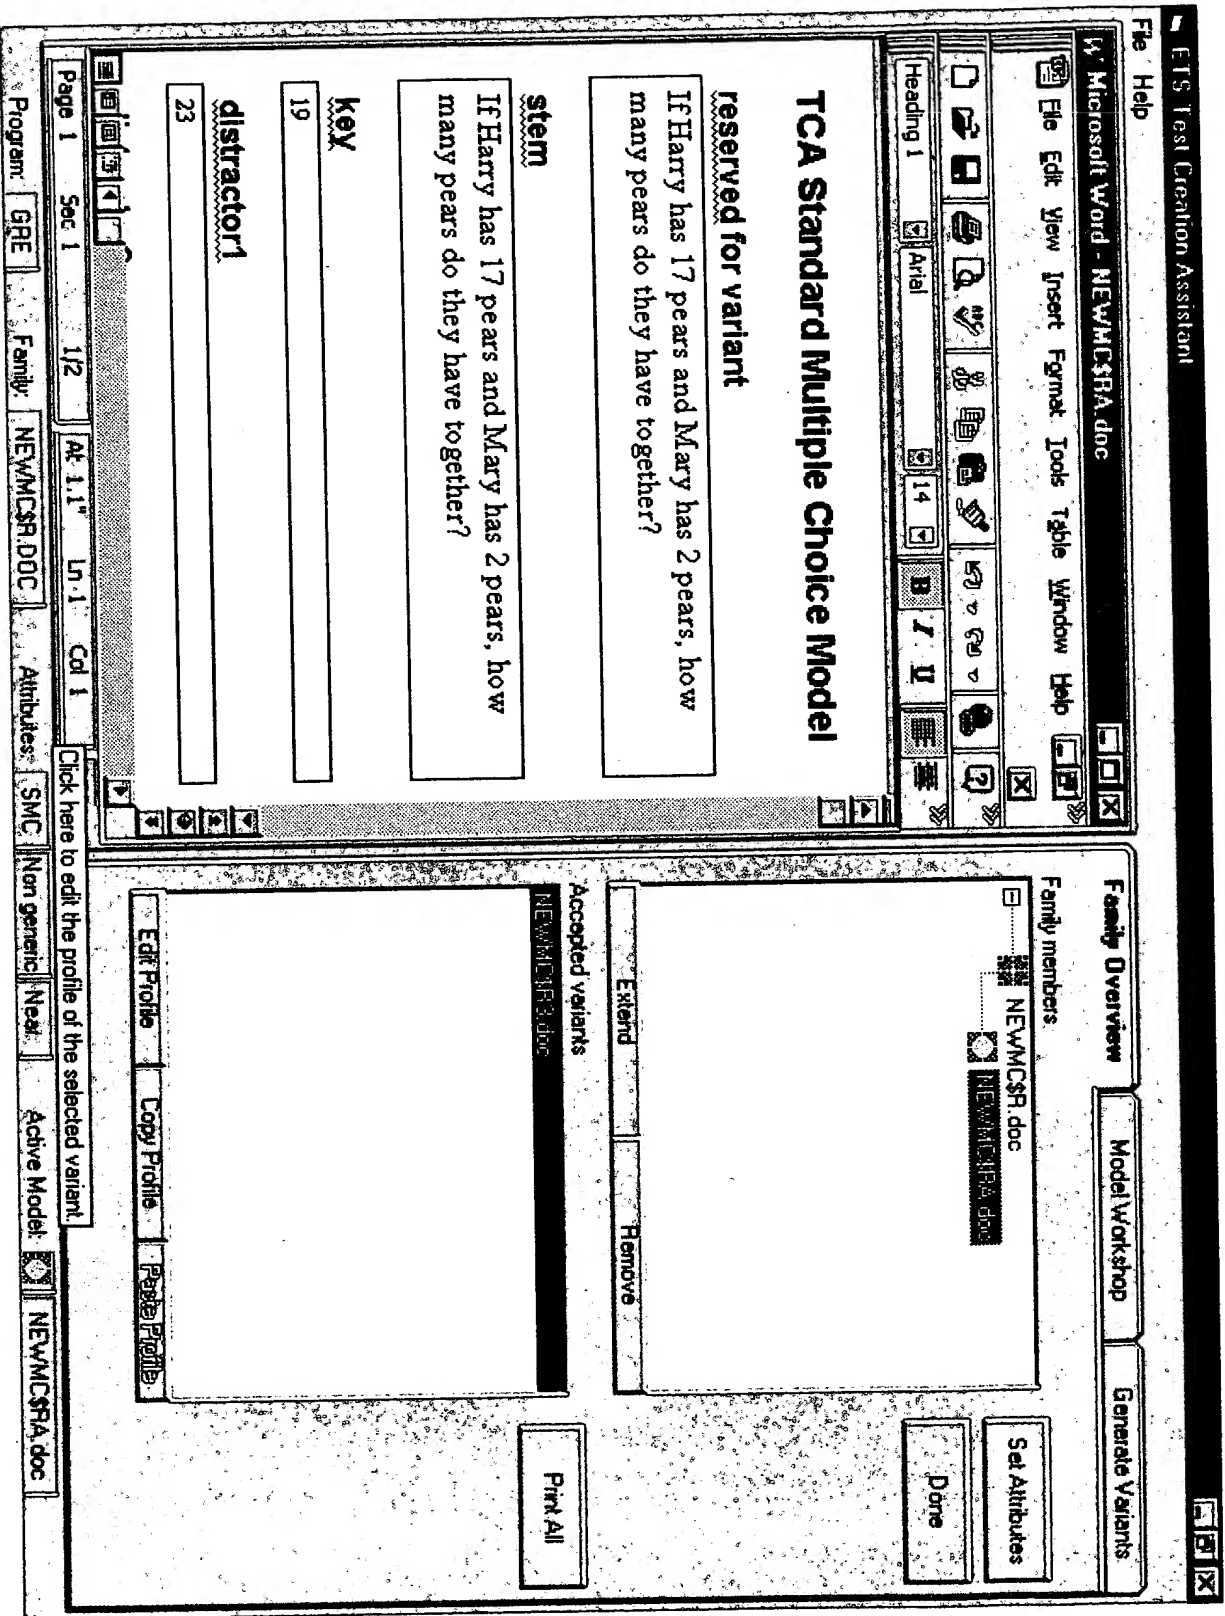 ETS Test Creation Assistant
File Help
Microsoft Word - NEWMC$RA.doc
File Edit View Insert Format Tools Table Window Help
Heading 1 Arial 14 B I U
TCA Standard Multiple Choice Model
reserved for variant
If Harry has 17 pears and Mary has 2 pears, how
many pears do they have together?
stem
If Harry has 17 pears and Mary has 2 pears, how
many pears do they have together?
key
19
distractor1
23
Page 1 Sec 1 1/2 At 1.1" Ln 1 Col 1
Family Overview Model Workshop Generate Variants
Family members:
NEWMC$R.doc
NEWMC$RA.doc
Extend Remove
Set Attributes
Done
Accepted variants
NEWMC$RA.doc
Edit Profile Copy Profile Paste Profile
Print All
Click here to edit the profile of the selected variant.
Program: GRE Family: NEWMC$R.DOC Attributes: SMC Non generic Near Active Model: NEWMC$RA.doc